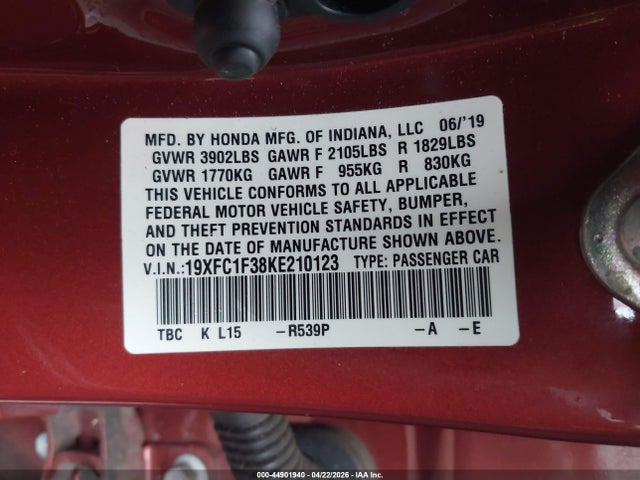 MFD. BY HONDA MFG. OF INDIANA, LLC 06/'19
GVWR 3902LBS GAWR F 2105LBS R 1829LBS
GVWR 1770KG GAWR F 955KG R 830KG
THIS VEHICLE CONFORMS TO ALL APPLICABLE
FEDERAL MOTOR VEHICLE SAFETY, BUMPER,
AND THEFT PREVENTION STANDARDS IN EFFECT
ON THE DATE OF MANUFACTURE SHOWN ABOVE.
V.I.N.:19XFC1F38KE210123 TYPE: PASSENGER CAR
TBC K L15 -R539P -A -E
000-44901940 - 04/22/2026 - IAA Inc.